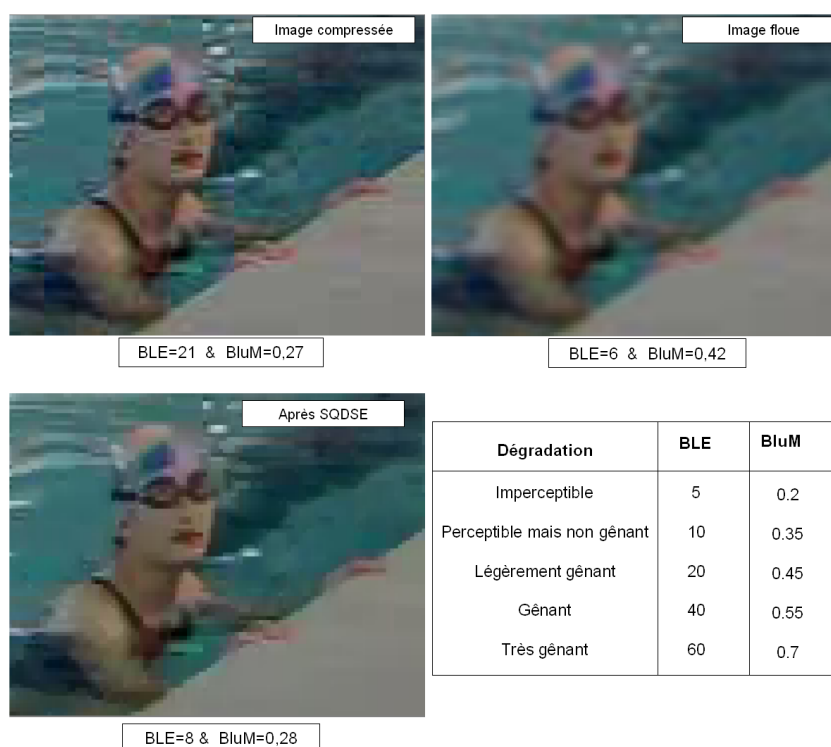 Image compressée
Image floue
BLE=21 & BluM=0,27
BLE=6 & BluM=0,42
Après SQDSE
BLE=8 & BluM=0,28
Dégradation BLE BluM
Imperceptible 5 0.2
Perceptible mais non gênant 10 0.35
Légèrement gênant 20 0.45
Gênant 40 0.55
Très gênant 60 0.7